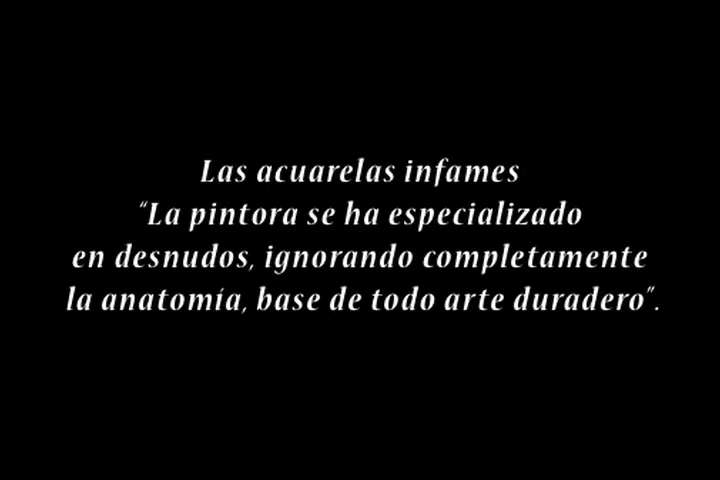 Las acuarelas infames
“La pintora se ha especializado
en desnudos, ignorando completamente
la anatomía, base de todo arte duradero”.